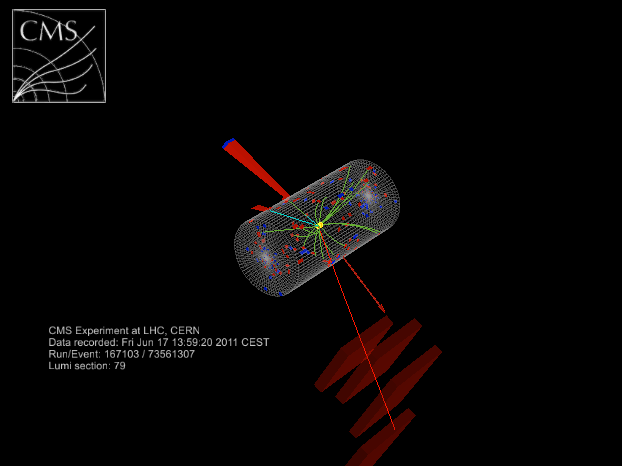 CMS
CMS Experiment at LHC, CERN
Data recorded: Fri Jun 17 13:59:20 2011 CEST
Run/Event: 167103 / 73561307
Lumi section: 79